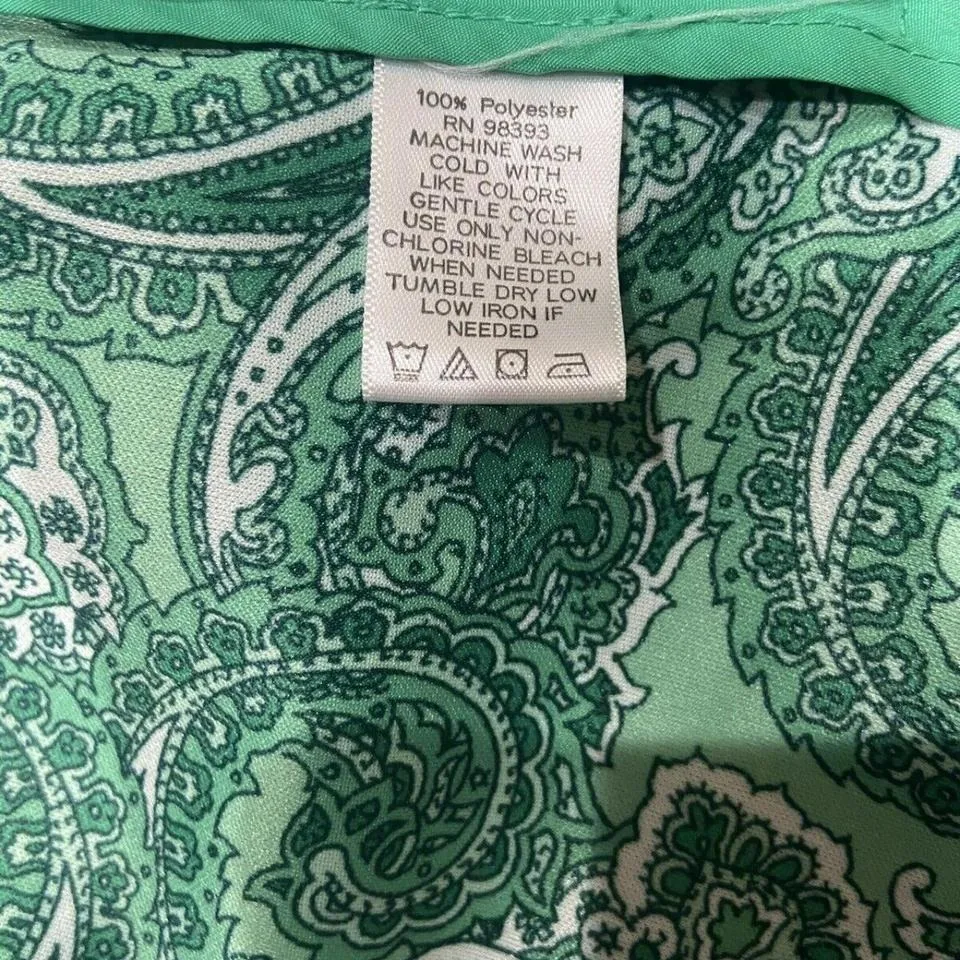 100% Polyester
RN 98393
MACHINE WASH
COLD WITH
LIKE COLORS
GENTLE CYCLE
USE ONLY NON-
CHLORINE BLEACH
WHEN NEEDED
TUMBLE DRY LOW
LOW IRON IF
NEEDED